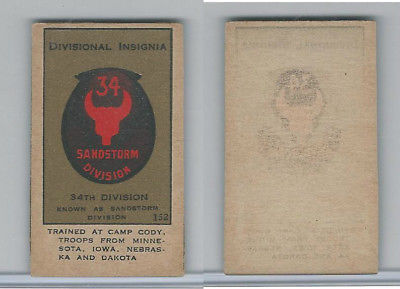 DIVISIONAL INSIGNIA
34
SANDSTORM
DIVISION
34TH DIVISION
KNOWN AS SANDSTORM
DIVISION 152
TRAINED AT CAMP CODY,
TROOPS FROM MINNE-
SOTA, IOWA, NEBRAS-
KA AND DAKOTA